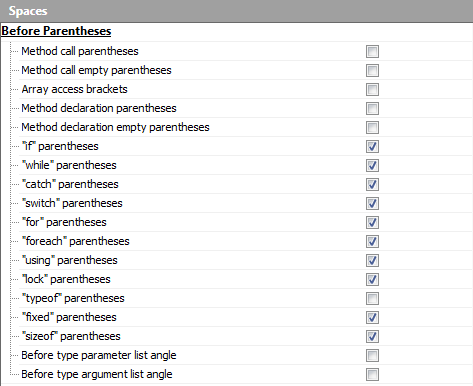 Spaces
Before Parentheses
Method call parentheses
Method call empty parentheses
Array access brackets
Method declaration parentheses
Method declaration empty parentheses
"if" parentheses
"while" parentheses
"catch" parentheses
"switch" parentheses
"for" parentheses
"foreach" parentheses
"using" parentheses
"lock" parentheses
"typeof" parentheses
"fixed" parentheses
"sizeof" parentheses
Before type parameter list angle
Before type argument list angle